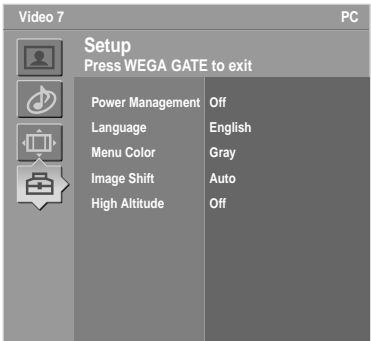 Video 7 PC
Setup
Press WEGA GATE to exit
Power Management Off
Language English
Menu Color Gray
Image Shift Auto
High Altitude Off